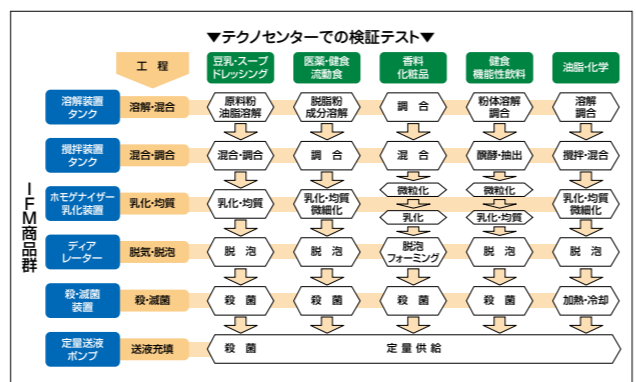 ▼テクノセンターでの検証テスト▼
工程
豆乳・スープ
ドレッシング
医薬・健食
流動食
香料
化粧品
健食
機能性飲料
油脂・化学
IFM商品群
溶解装置
タンク
溶解・混合
原料粉
油脂溶解
脱脂粉
成分溶解
調合
粉体溶解
調合
溶解
調合
撹拌装置
タンク
混合・調合
混合・調合
調合
混合
醗酵・抽出
撹拌・混合
ホモゲナイザー
乳化装置
乳化・均質
乳化・均質
乳化・均質
微細化
微粒化
乳化
微粒化
乳化・均質
乳化・均質
微細化
ディア
レーター
脱気・脱泡
脱泡
脱泡
脱泡
フォーミング
脱泡
脱泡
殺・滅菌
装置
殺・滅菌
殺菌
殺菌
殺菌
殺菌
加熱・冷却
定量送液
ポンプ
送液充填
殺菌
定量供給